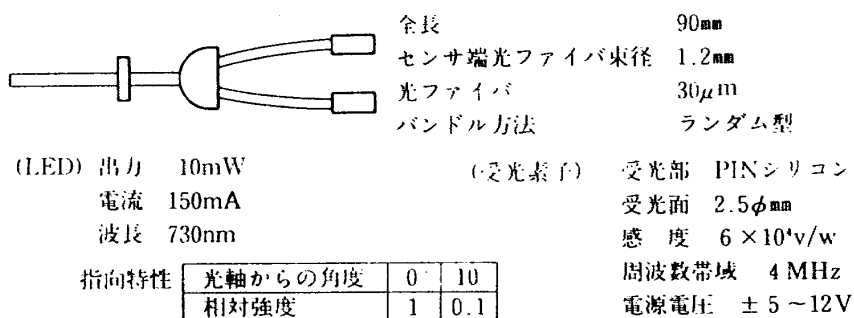 全長 90mm
センサ端光ファイバ束径 1.2mm
光ファイバ 30μm
バンドル方法 ランダム型
(LED) 出力 10mW
電流 150mA
波長 730nm
指向特性 光軸からの角度 0 10
相対強度 1 0.1
(受光素子) 受光部 PINシリコン
受光面 2.5φmm
感度 6×10⁴v/w
周波数帯域 4MHz
電源電圧 ±5~12V